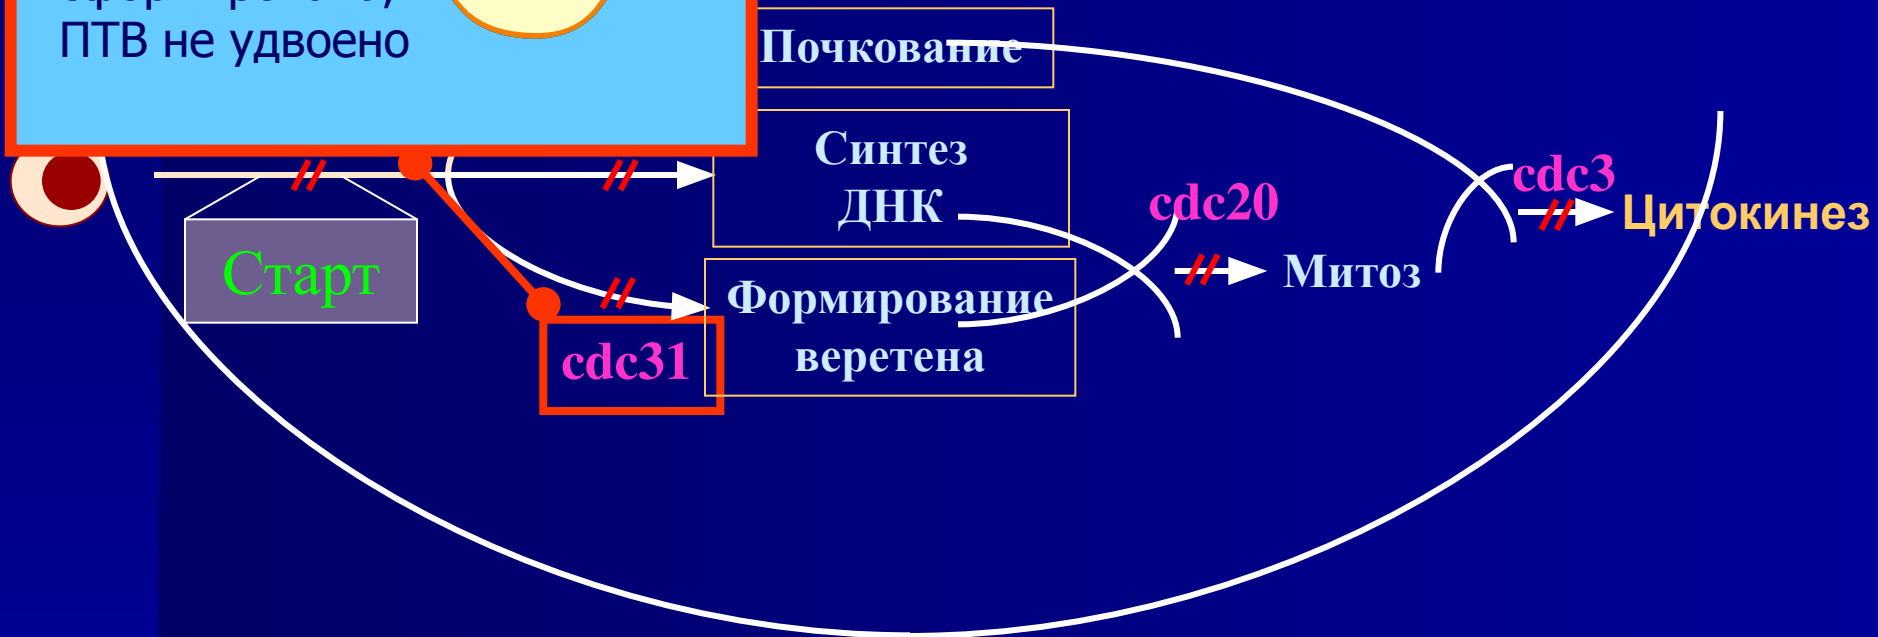 ПТВ не удвоено
Почкование
Синтез
ДНК
cdc20
cdc3
Цитокинез
Старт
Митоз
Формирование
веретена
cdc31